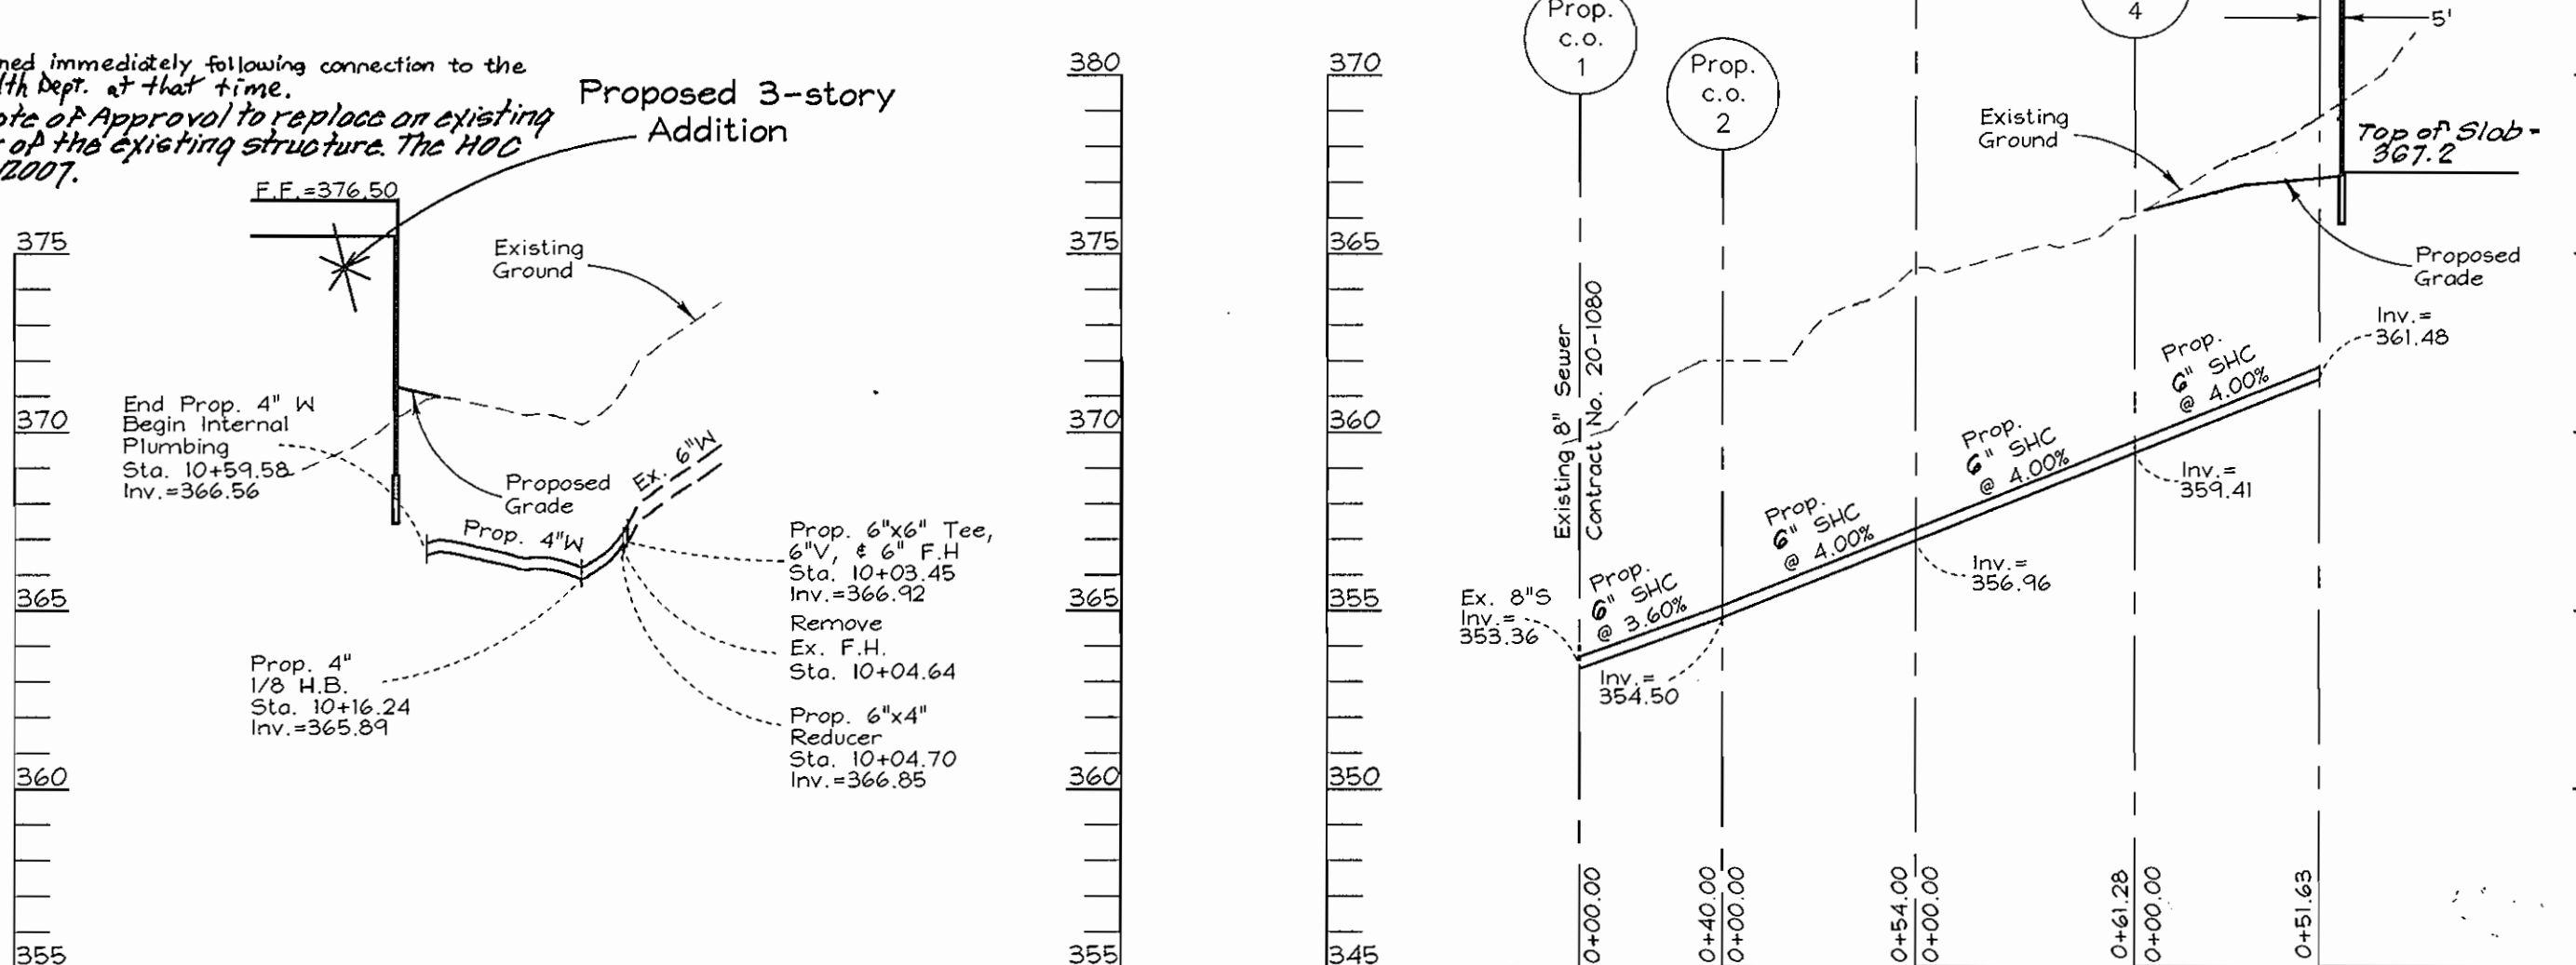 ned immediately following connection to the
lth Dept. at that time.
ate of Approval to replace an existing
of the existing structure. The HOC
2007.
Proposed 3-story
Addition
F.F.=376.50
375
370
365
360
355
Existing
Ground
End Prop. 4" W
Begin Internal
Plumbing
Sta. 10+59.58
Inv.=366.56
Proposed
Grade
Prop. 4"W
Ex. 6"W
Prop. 6"x6" Tee,
6"V, & 6" F.H
Sta. 10+03.45
Inv.=366.92
Remove
Ex. F.H.
Sta. 10+04.64
Prop. 6"x4"
Reducer
Sta. 10+04.70
Inv.=366.85
Prop. 4"
1/8 H.B.
Sta. 10+16.24
Inv.=365.89
380
375
370
365
360
355
370
365
360
355
350
345
Prop.
c.o.
1
Prop.
c.o.
2
4
5'
Existing
Ground
Top of Slab-
367.2
Proposed
Grade
Existing 8" Sewer
Contract No. 20-1080
Ex. 8"S
Inv.=
353.36
Prop.
6" SHC
@ 3.60%
Inv.=
354.50
Prop.
6" SHC
@ 4.00%
Inv.=
356.96
Prop.
6" SHC
@ 4.00%
Inv.=
359.41
Prop.
6" SHC
@ 4.00%
Inv.=
361.48
0+00.00
0+40.00
0+00.00
0+54.00
0+00.00
0+61.28
0+00.00
0+51.63